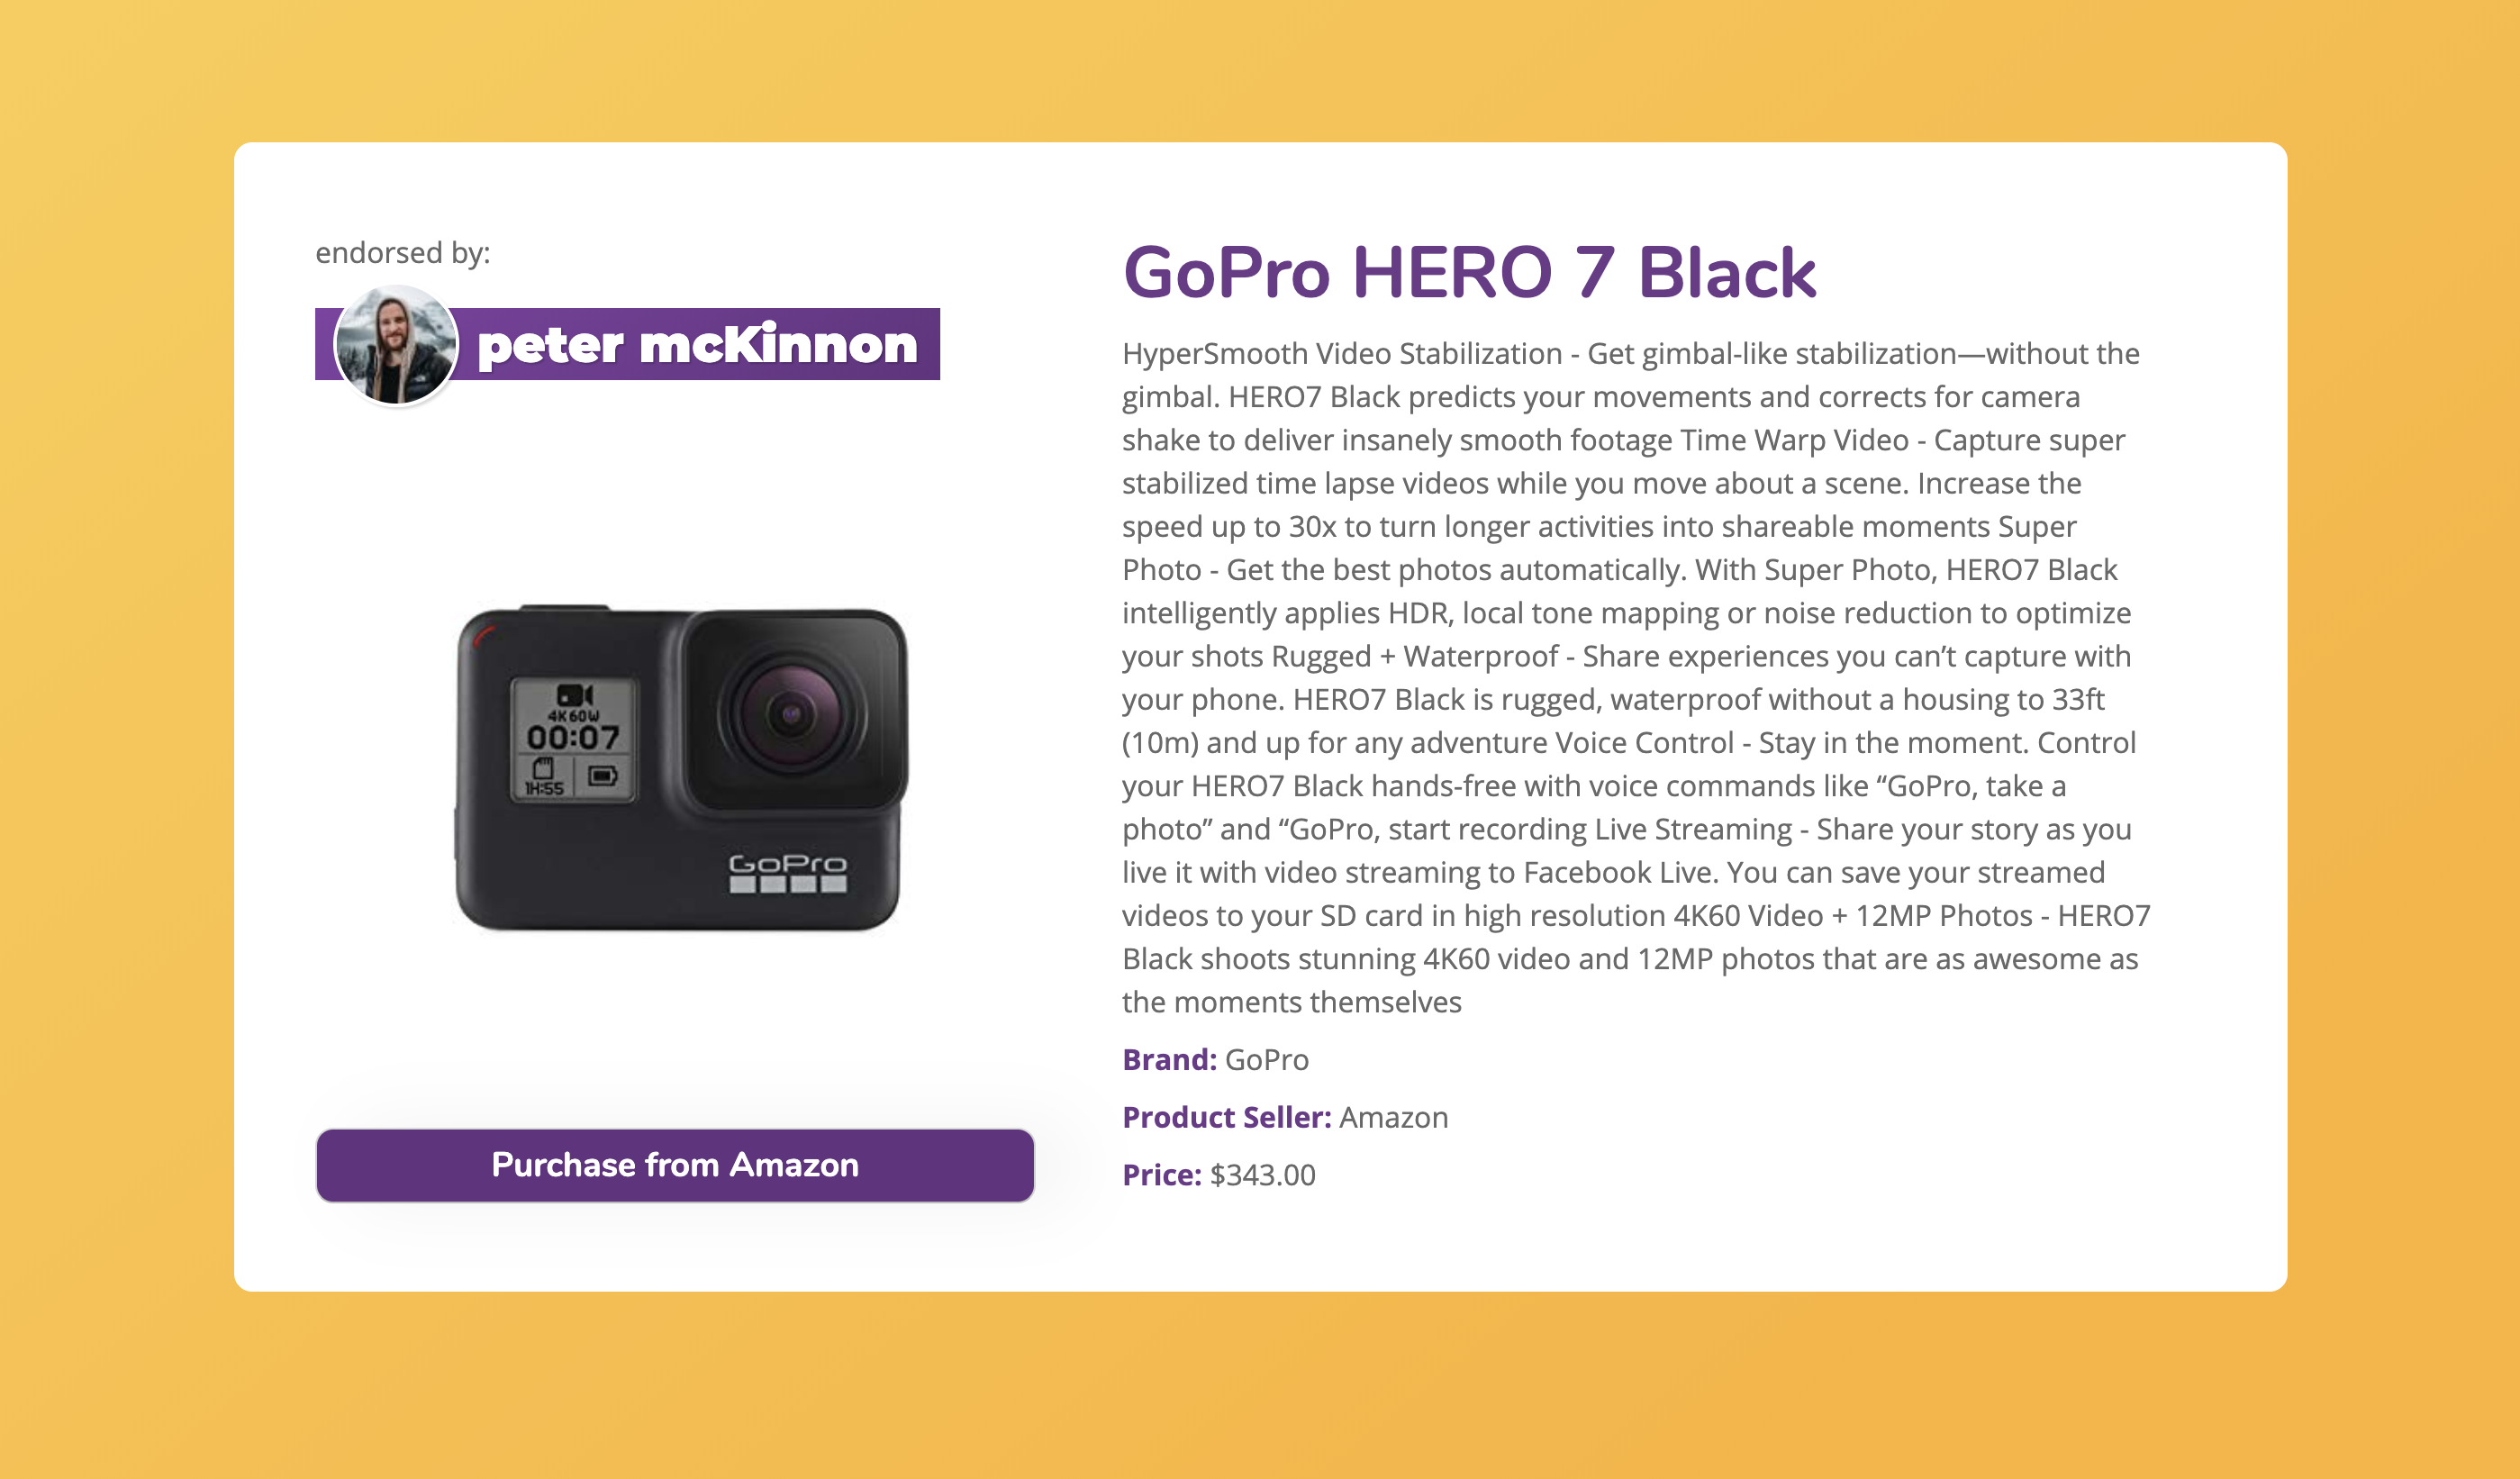 endorsed by:
peter mcKinnon
4K60W
00:07
1H:55
GoPro
Purchase from Amazon
GoPro HERO 7 Black
HyperSmooth Video Stabilization - Get gimbal-like stabilization—without the
gimbal. HERO7 Black predicts your movements and corrects for camera
shake to deliver insanely smooth footage Time Warp Video - Capture super
stabilized time lapse videos while you move about a scene. Increase the
speed up to 30x to turn longer activities into shareable moments Super
Photo - Get the best photos automatically. With Super Photo, HERO7 Black
intelligently applies HDR, local tone mapping or noise reduction to optimize
your shots Rugged + Waterproof - Share experiences you can’t capture with
your phone. HERO7 Black is rugged, waterproof without a housing to 33ft
(10m) and up for any adventure Voice Control - Stay in the moment. Control
your HERO7 Black hands-free with voice commands like “GoPro, take a
photo” and “GoPro, start recording Live Streaming - Share your story as you
live it with video streaming to Facebook Live. You can save your streamed
videos to your SD card in high resolution 4K60 Video + 12MP Photos - HERO7
Black shoots stunning 4K60 video and 12MP photos that are as awesome as
the moments themselves
Brand: GoPro
Product Seller: Amazon
Price: $343.00